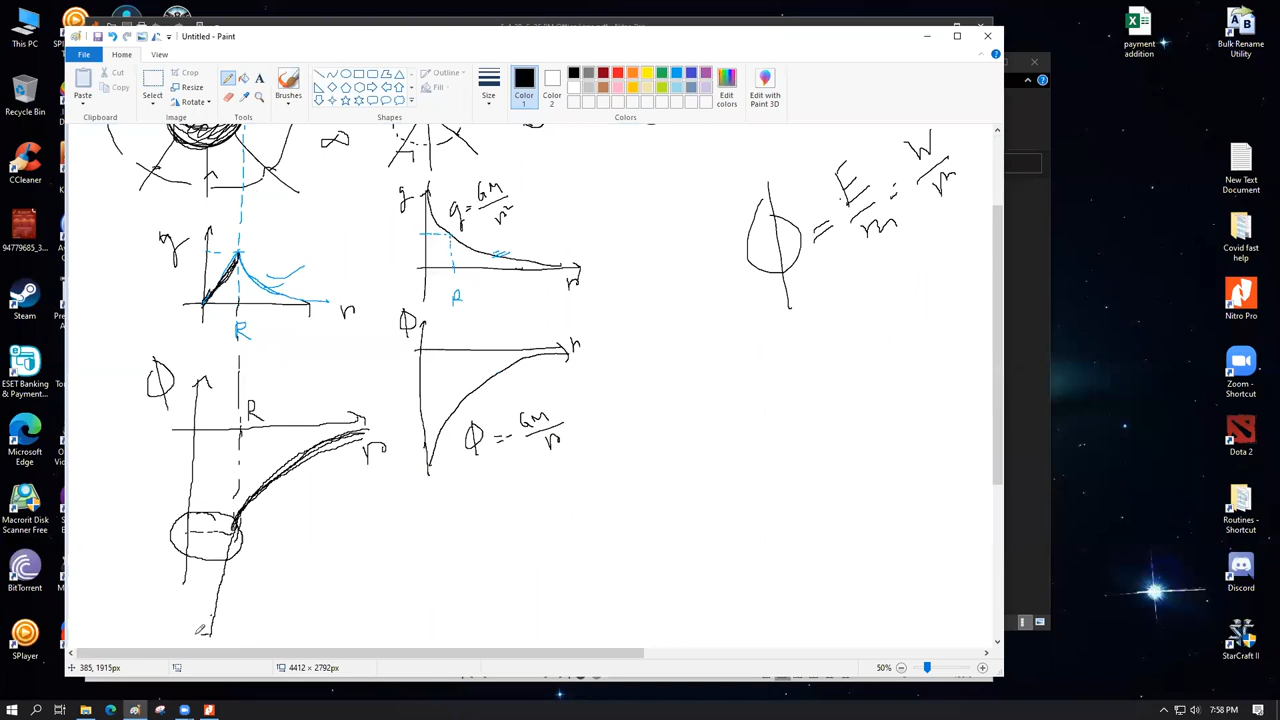 This PC
Recycle Bin
CCleaner
94779685_3...
Steam
ESET Banking
& Payment...
Microsoft
Edge
Macrorit Disk
Scanner Free
BitTorrent
SPlayer
Untitled - Paint
File
Home
View
Paste
Cut
Copy
Clipboard
Select
Crop
Resize
Rotate
Image
Tools
Brushes
Shapes
Outline
Fill
Size
Color
1
Color
2
Edit
colors
Edit with
Paint 3D
Colors
∞
g
g = GM
r²
R
r
g
R
r
Φ
r
Φ = - GM
r
Φ
R
r
Φ = E
m
W
385, 1915px
4412 × 2792px
50%
payment
addition
Bulk Rename
Utility
New Text
Document
Covid fast
help
Nitro Pro
Zoom -
Shortcut
Dota 2
Routines -
Shortcut
Discord
StarCraft II
7:58 PM